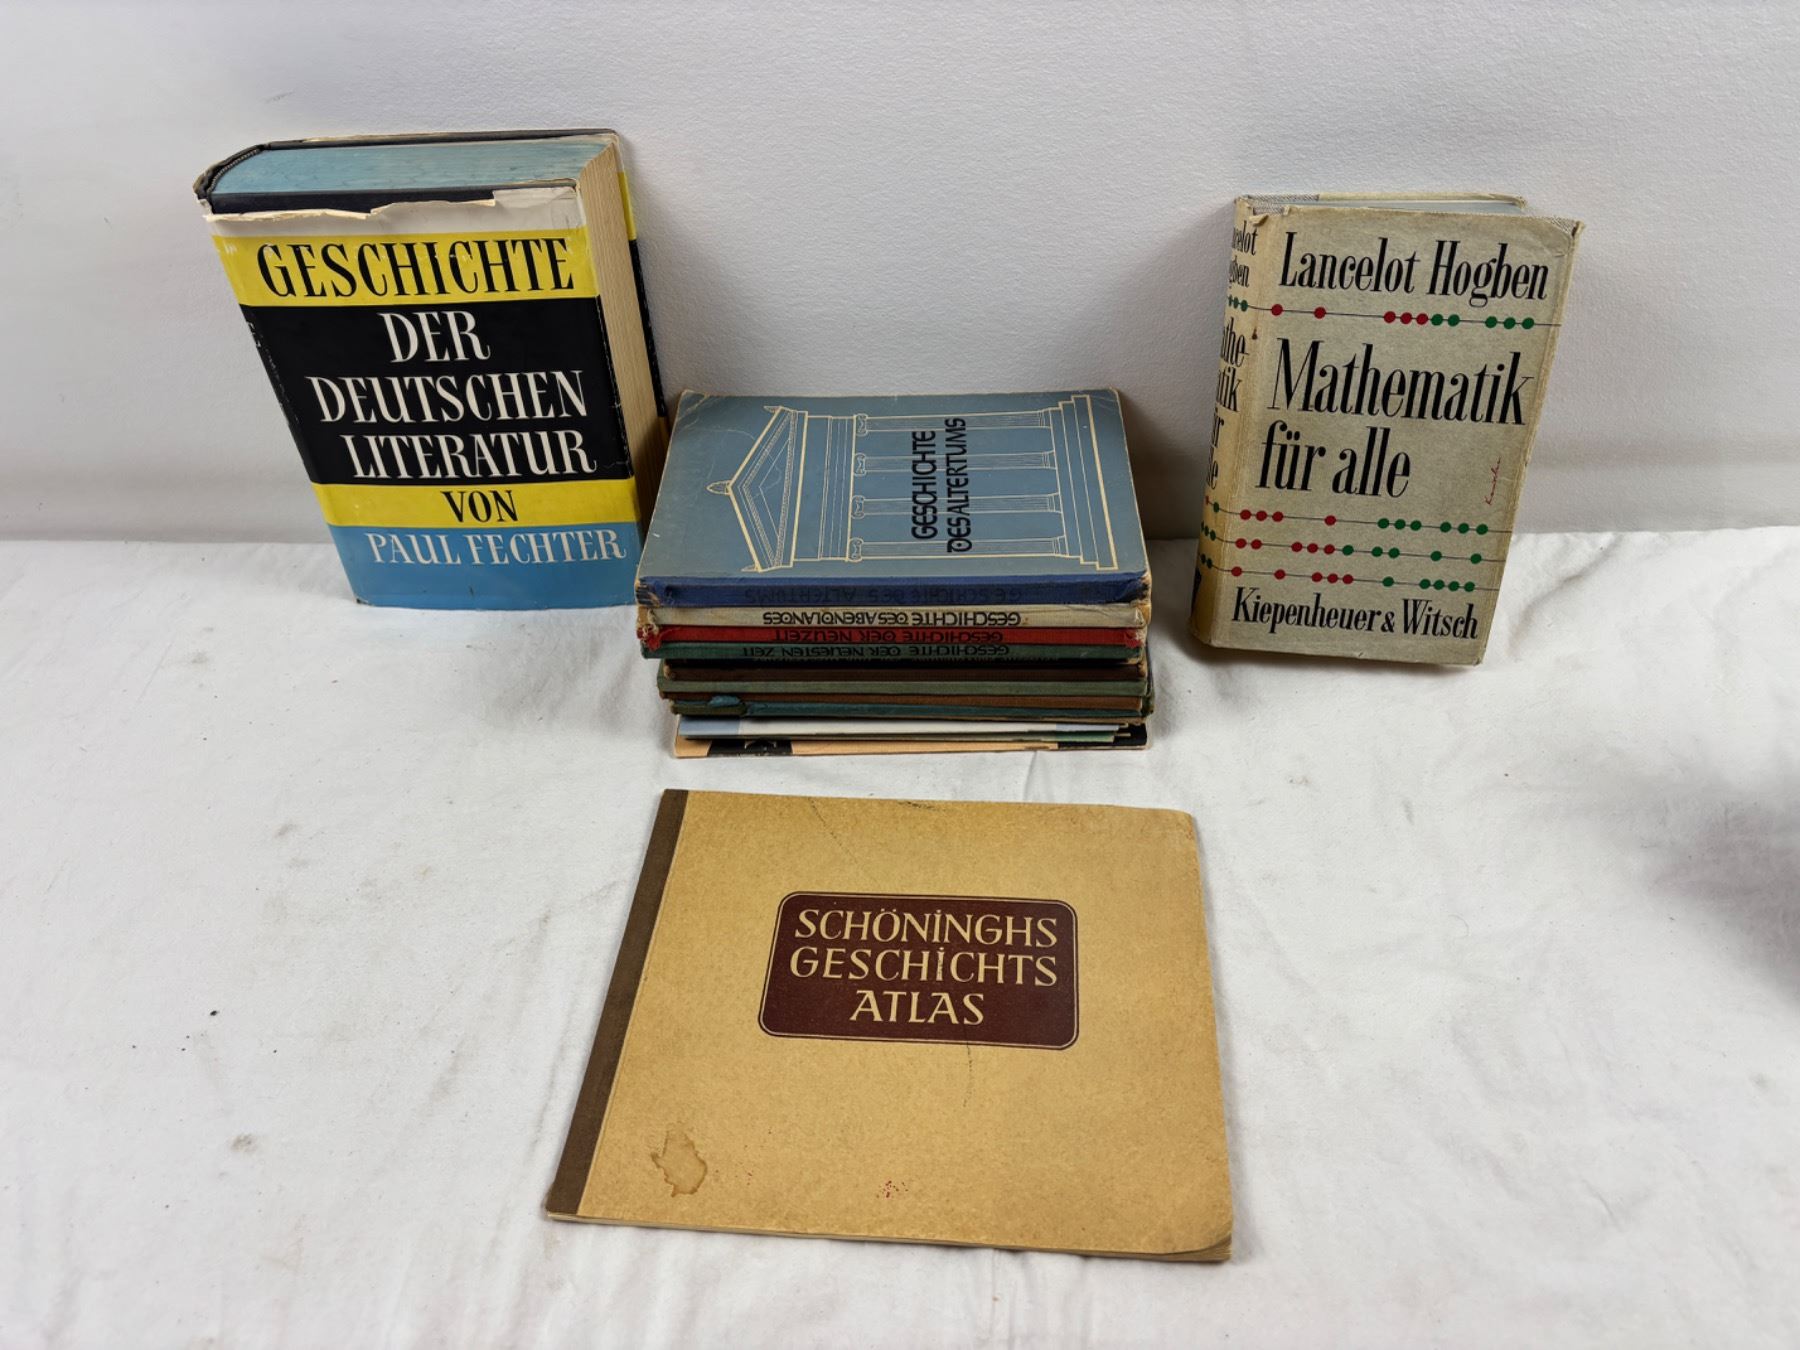 GESCHICHTE
DER
DEUTSCHEN
LITERATUR
VON
PAUL FECHTER
GESCHICHTE
DES ALTERTUMS
GESCHICHTE DES ALTERTUMS
GESCHICHTE DES ABENDLANDES
GESCHICHTE DER NEUZEIT
GESCHICHTE DER NEUESTEN ZEIT
Lancelot Hogben
Mathematik
für alle
Kiepenheuer & Witsch
SCHÖNINGHS
GESCHICHTS
ATLAS